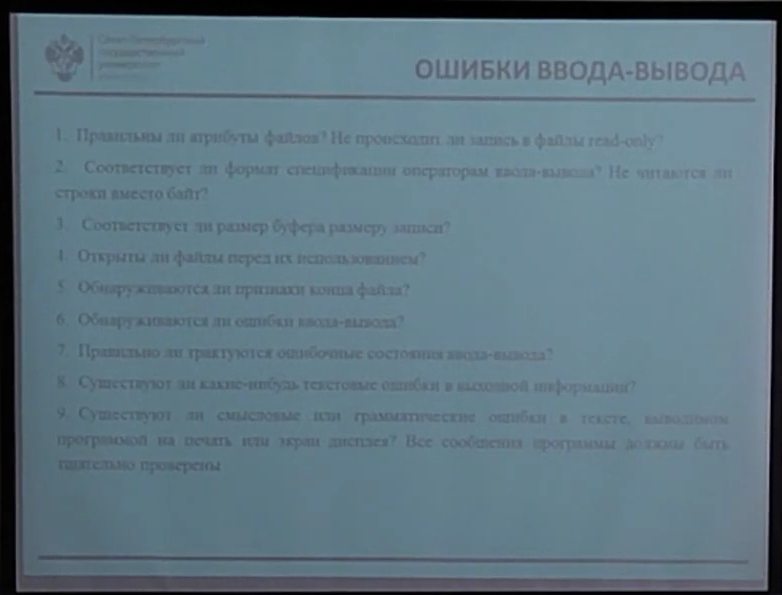 Санкт-Петербургский
государственный
университет
ОШИБКИ ВВОДА-ВЫВОДА
1. Правильны ли атрибуты файлов? Не происходит ли запись в файлы read-only?
2. Соответствует ли формат спецификации операторам ввода-вывода? Не читаются ли
строки вместо байт?
3. Соответствует ли размер буфера размеру записи?
4. Открыты ли файлы перед их использованием?
5. Обнаруживаются ли признаки конца файла?
6. Обнаруживаются ли ошибки ввода-вывода?
7. Правильно ли трактуются ошибочные состояния ввода-вывода?
8. Существуют ли какие-нибудь текстовые ошибки в выходной информации?
9. Существуют ли смысловые или грамматические ошибки в тексте, выводимом
программой на печать или экран дисплея? Все сообщения программы должны быть
тщательно проверены